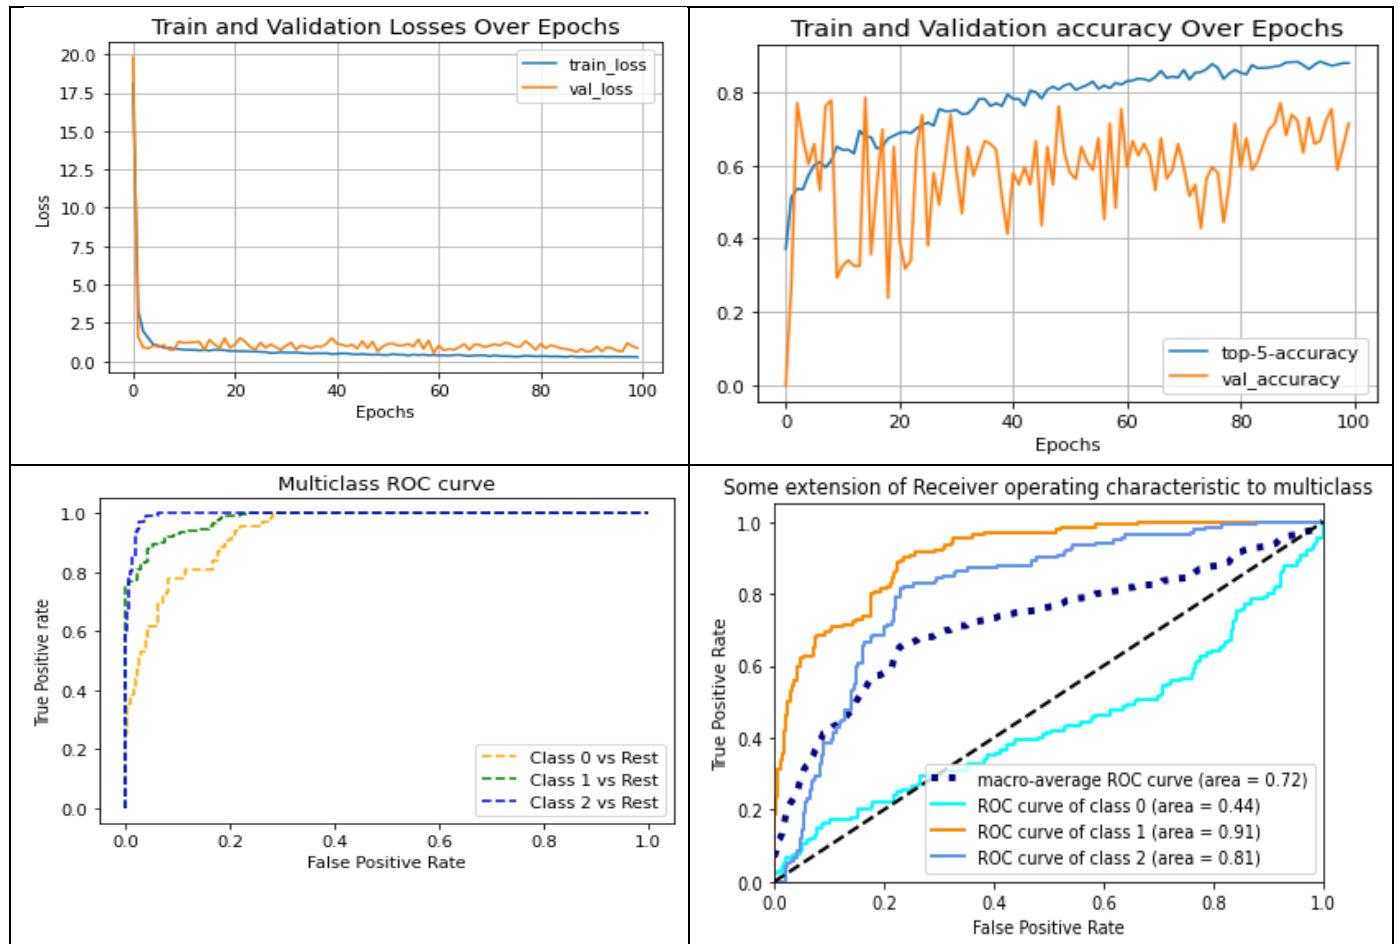 Train and Validation Losses Over Epochs
20.0
17.5
15.0
12.5
10.0
7.5
5.0
2.5
0.0
Loss
train_loss
val_loss
0 20 40 60 80 100
Epochs
Train and Validation accuracy Over Epochs
0.8
0.6
0.4
0.2
0.0
top-5-accuracy
val_accuracy
0 20 40 60 80 100
Epochs
Multiclass ROC curve
1.0
0.8
0.6
0.4
0.2
0.0
True Positive rate
Class 0 vs Rest
Class 1 vs Rest
Class 2 vs Rest
0.0 0.2 0.4 0.6 0.8 1.0
False Positive Rate
Some extension of Receiver operating characteristic to multiclass
1.0
0.8
0.6
0.4
0.2
0.0
True Positive Rate
macro-average ROC curve (area = 0.72)
ROC curve of class 0 (area = 0.44)
ROC curve of class 1 (area = 0.91)
ROC curve of class 2 (area = 0.81)
0.0 0.2 0.4 0.6 0.8 1.0
False Positive Rate